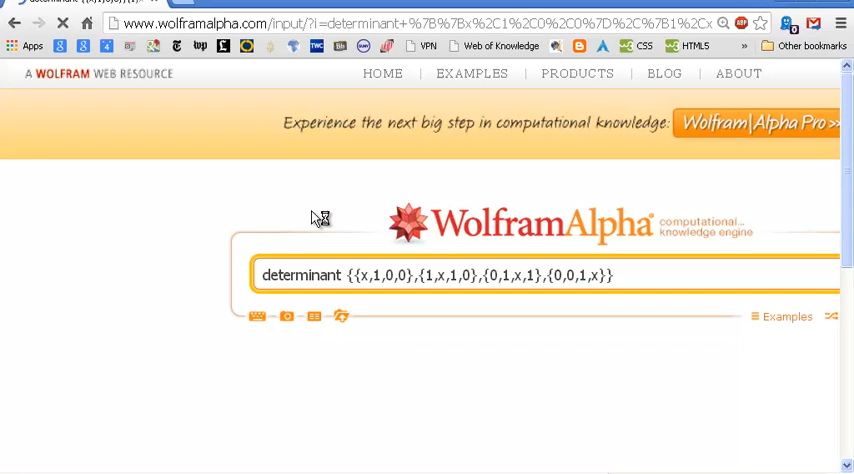 www.wolframalpha.com/input/?i=determinant+%7B%7Bx%2C1%2C0%2C0%7D%2C%7B1%2Cx
Apps VPN Web of Knowledge CSS HTML5 » Other bookmarks
A WOLFRAM WEB RESOURCE HOME | EXAMPLES | PRODUCTS | BLOG | ABOUT
Experience the next big step in computational knowledge: Wolfram|Alpha Pro >>
WolframAlpha computational...
knowledge engine
determinant {{x,1,0,0},{1,x,1,0},{0,1,x,1},{0,0,1,x}}
Examples